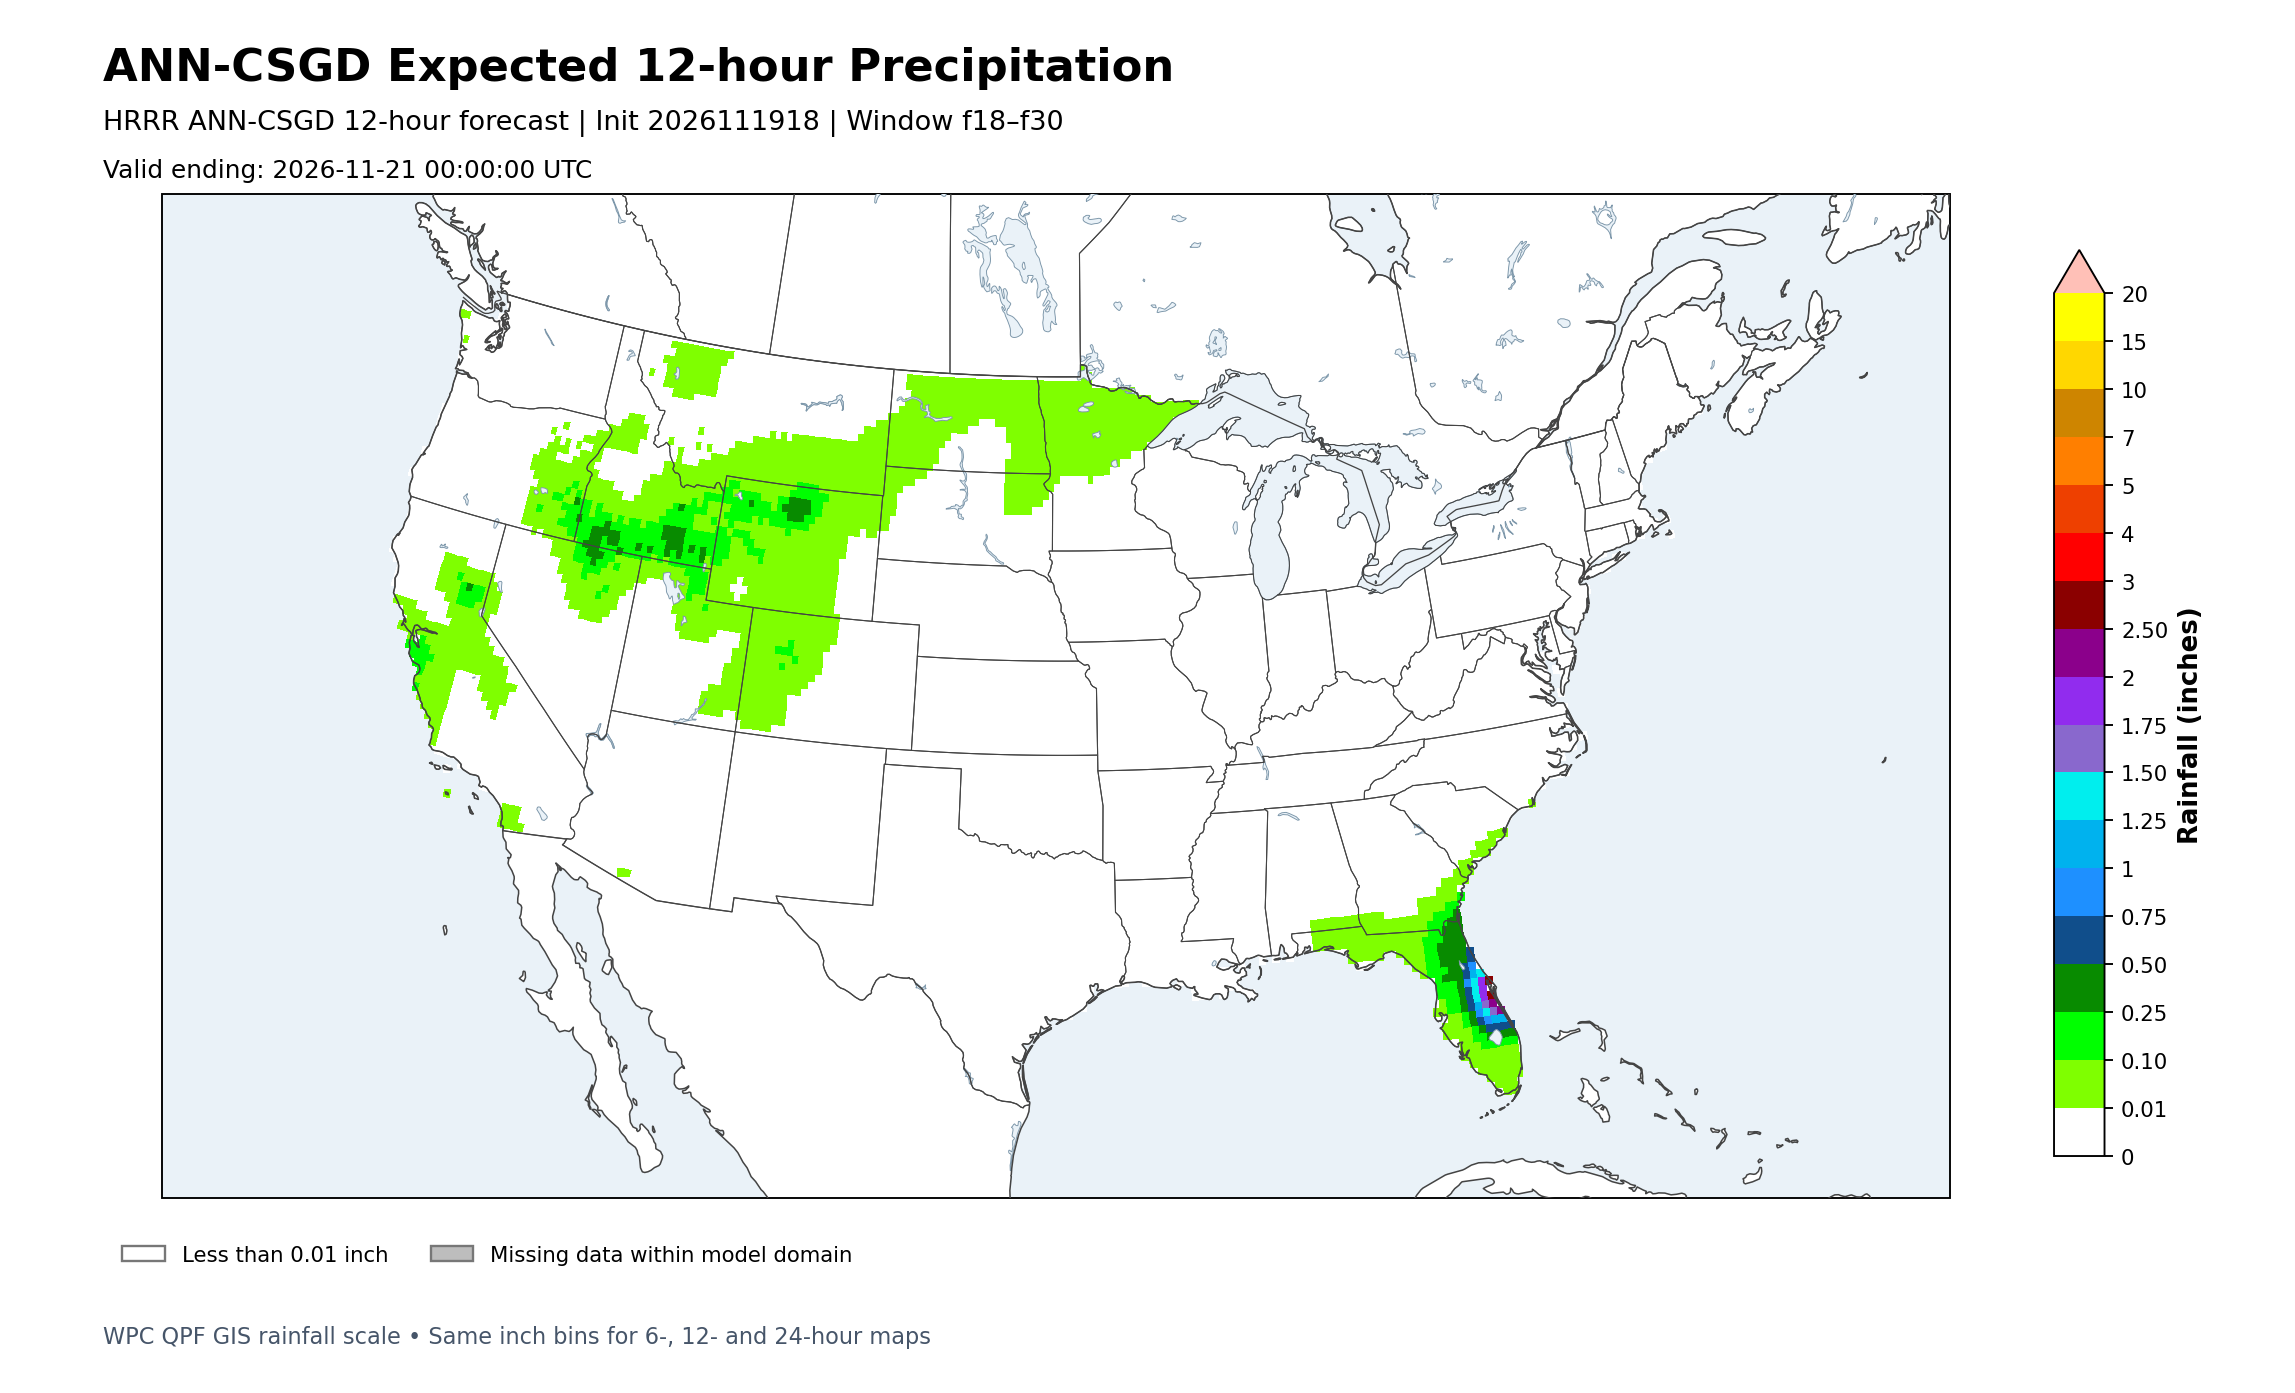 ANN-CSGD Expected 12-hour Precipitation
HRRR ANN-CSGD 12-hour forecast | Init 2026111918 | Window f18–f30
Valid ending: 2026-11-21 00:00:00 UTC
20
15
10
7
5
4
3
2.50
2
1.75
1.50
1.25
1
0.75
0.50
0.25
0.10
0.01
0
Rainfall (inches)
Less than 0.01 inch
Missing data within model domain
WPC QPF GIS rainfall scale • Same inch bins for 6-, 12- and 24-hour maps